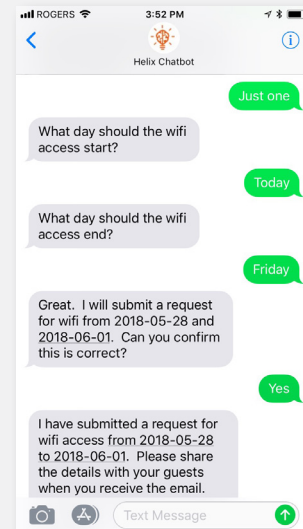 ROGERS 3:52 PM
Helix Chatbot
Just one
What day should the wifi
access start?
Today
What day should the wifi
access end?
Friday
Great. I will submit a request
for wifi from 2018-05-28 and
2018-06-01. Can you confirm
this is correct?
Yes
I have submitted a request for
wifi access from 2018-05-28
to 2018-06-01. Please share
the details with your guests
when you receive the email.
Text Message